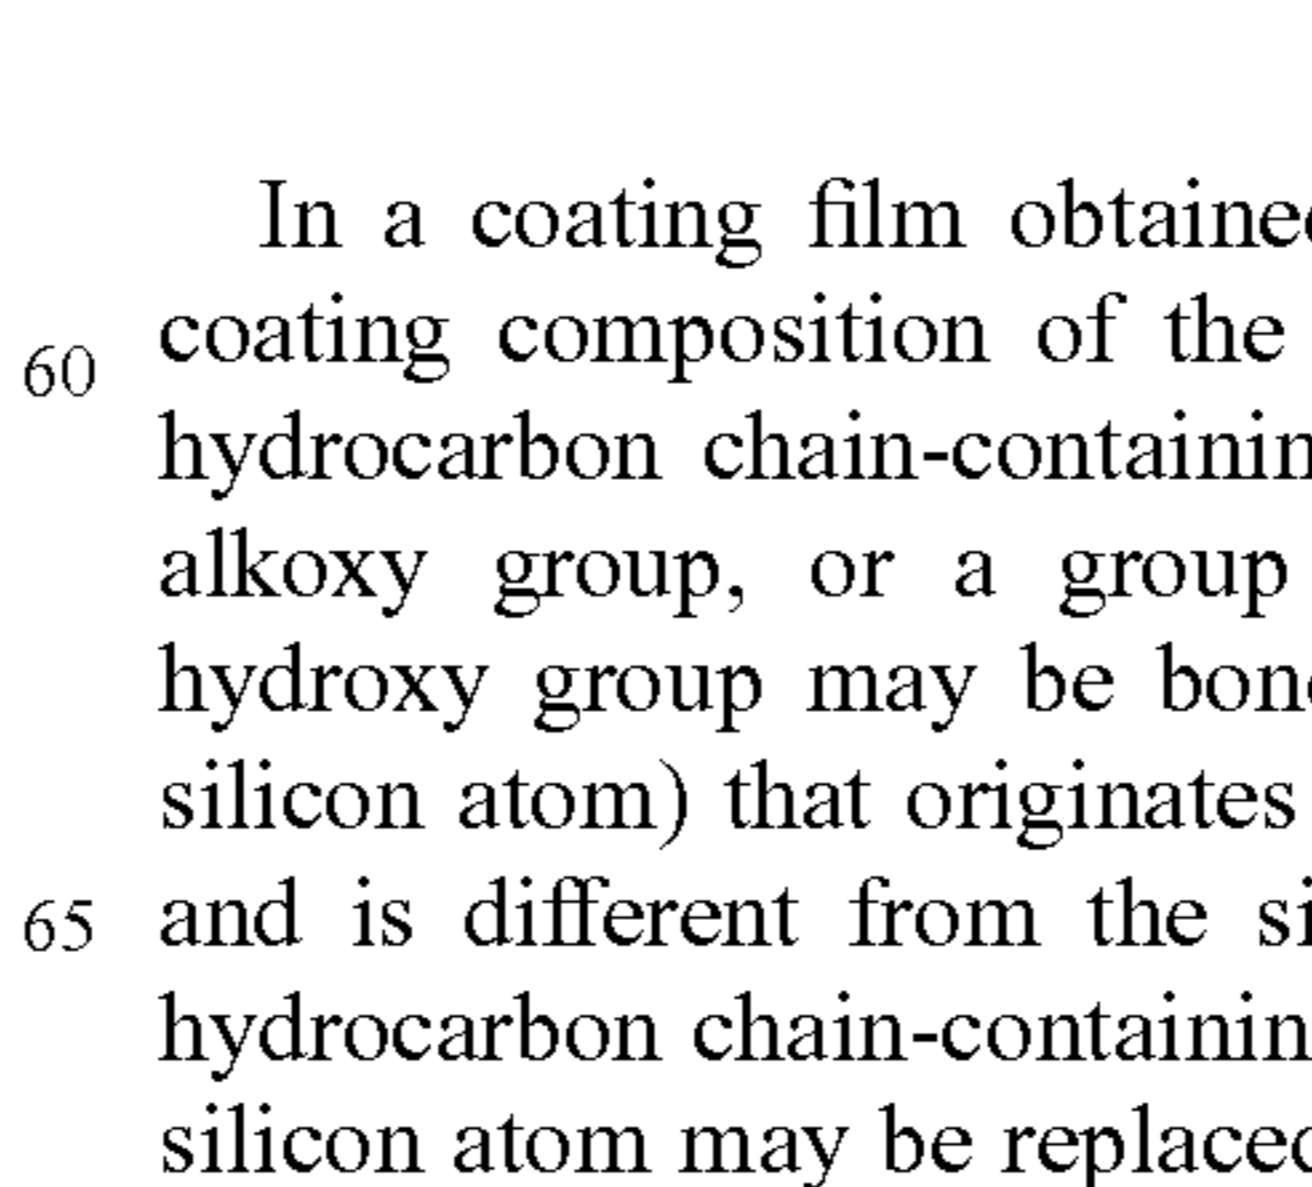 In a coating film obtained
60 coating composition of the
hydrocarbon chain-containin
alkoxy group, or a group
hydroxy group may be bon
silicon atom) that originates
65 and is different from the si
hydrocarbon chain-containin
silicon atom may be replaced